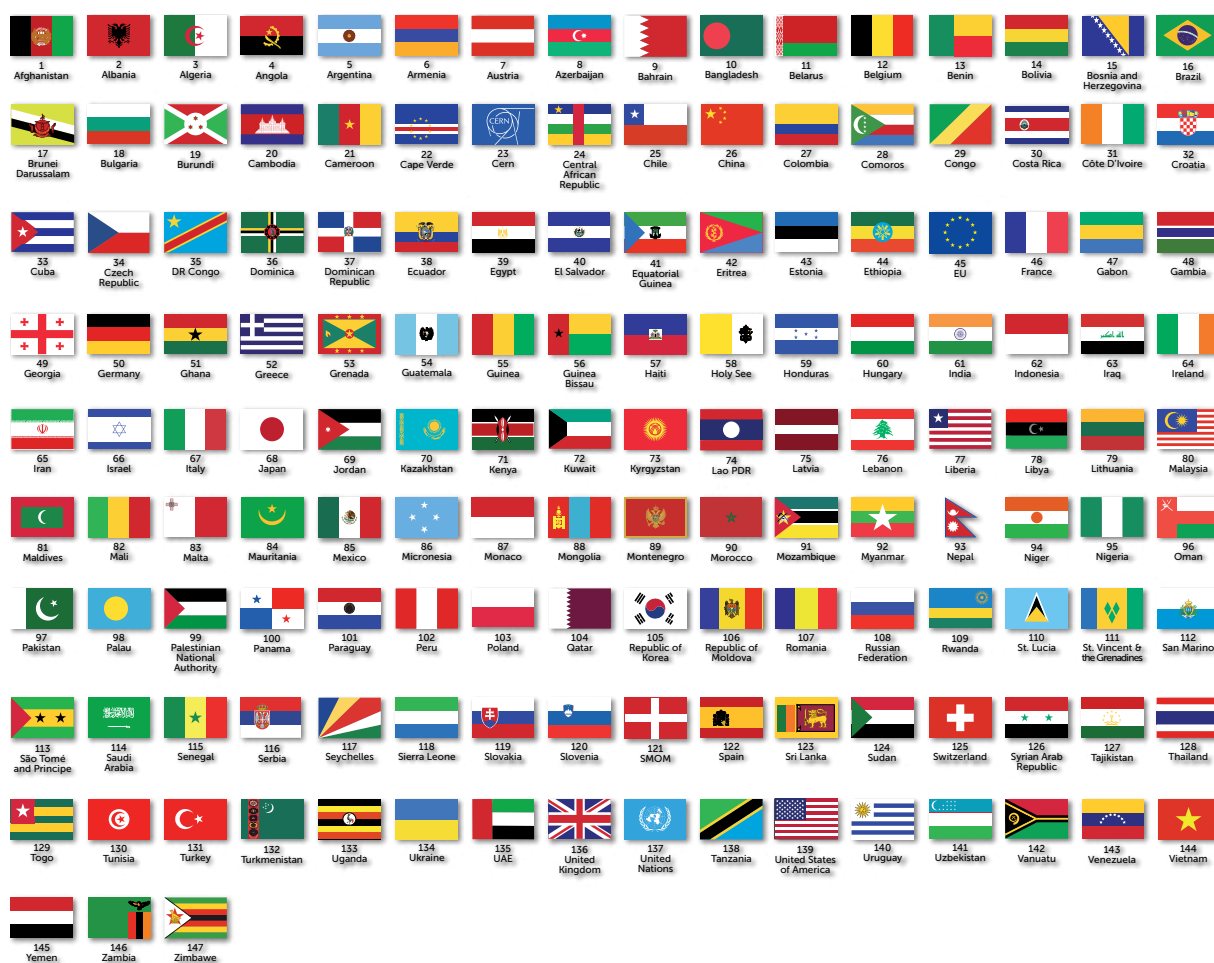 1
Afghanistan
2
Albania
3
Algeria
4
Angola
5
Argentina
6
Armenia
7
Austria
8
Azerbaijan
9
Bahrain
10
Bangladesh
11
Belarus
12
Belgium
13
Benin
14
Bolivia
15
Bosnia and
Herzegovina
16
Brazil
17
Brunei
Darussalam
18
Bulgaria
19
Burundi
20
Cambodia
21
Cameroon
22
Cape Verde
CERN
23
Cern
24
Central
African
Republic
25
Chile
26
China
27
Colombia
28
Comoros
29
Congo
30
Costa Rica
31
Côte D'Ivoire
32
Croatia
33
Cuba
34
Czech
Republic
35
DR Congo
36
Dominica
37
Dominican
Republic
38
Ecuador
39
Egypt
40
El Salvador
41
Equatorial
Guinea
42
Eritrea
43
Estonia
44
Ethiopia
45
EU
46
France
47
Gabon
48
Gambia
49
Georgia
50
Germany
51
Ghana
52
Greece
53
Grenada
54
Guatemala
55
Guinea
56
Guinea
Bissau
57
Haiti
58
Holy See
59
Honduras
60
Hungary
61
India
62
Indonesia
63
Iraq
64
Ireland
65
Iran
66
Israel
67
Italy
68
Japan
69
Jordan
70
Kazakhstan
71
Kenya
72
Kuwait
73
Kyrgyzstan
74
Lao PDR
75
Latvia
76
Lebanon
77
Liberia
78
Libya
79
Lithuania
80
Malaysia
81
Maldives
82
Mali
83
Malta
84
Mauritania
85
Mexico
86
Micronesia
87
Monaco
88
Mongolia
89
Montenegro
90
Morocco
91
Mozambique
92
Myanmar
93
Nepal
94
Niger
95
Nigeria
96
Oman
97
Pakistan
98
Palau
99
Palestinian
National
Authority
100
Panama
101
Paraguay
102
Peru
103
Poland
104
Qatar
105
Republic of
Korea
106
Republic of
Moldova
107
Romania
108
Russian
Federation
109
Rwanda
110
St. Lucia
111
St. Vincent &
the Grenadines
112
San Marino
113
São Tomé
and Principe
114
Saudi
Arabia
115
Senegal
116
Serbia
117
Seychelles
118
Sierra Leone
119
Slovakia
120
Slovenia
121
SMOM
122
Spain
123
Sri Lanka
124
Sudan
125
Switzerland
126
Syrian Arab
Republic
127
Tajikistan
128
Thailand
129
Togo
130
Tunisia
131
Turkey
132
Turkmenistan
133
Uganda
134
Ukraine
135
UAE
136
United
Kingdom
137
United
Nations
138
Tanzania
139
United States
of America
140
Uruguay
141
Uzbekistan
142
Vanuatu
143
Venezuela
144
Vietnam
145
Yemen
146
Zambia
147
Zimbawe